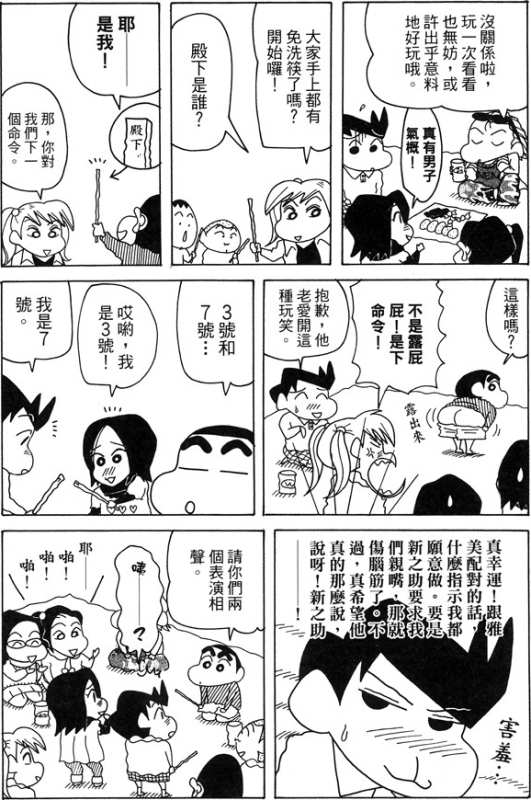 沒關係啦，
玩一次看看
也無妨，或
許出乎意料
地好玩哦。
真有男子
氣概！
大家手上都有
免洗筷了嗎？
開始囉！
殿下是誰？
耶——
是我！
殿下
那，你對
我們下一
個命令。
這樣嗎？
露出來
不是露屁
屁！是下
命令！
抱歉，他
老愛開這
種玩笑。
3號和
7號…
哎喲，我
是3號！
我是7
號。
真幸運！跟雅
美配對的話，
什麼指示我都
願意做。要是
新之助要求我
們親嘴，那就
傷腦筋了。不
過，真希望他
真的那麼說，
說呀！新之助
——！
害羞…
請你們兩
個表演相
聲。
咦
？
耶——
啪！
啪！
啪！